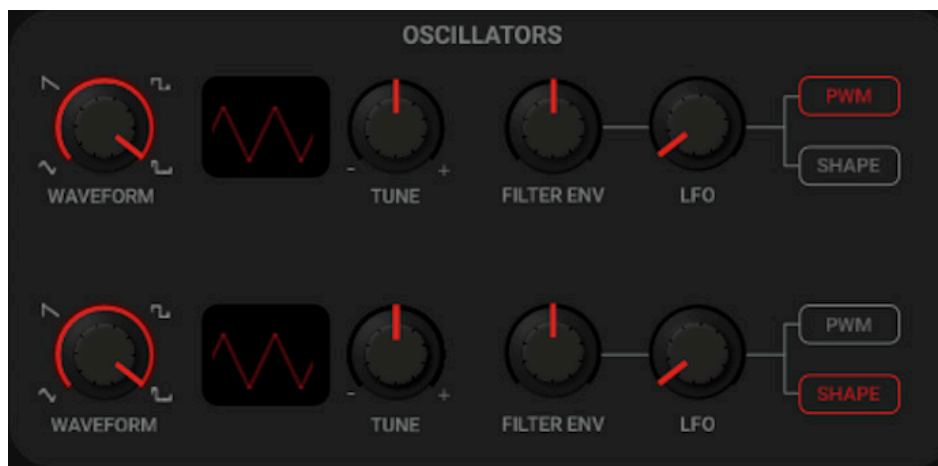 OSCILLATORS
PWM
SHAPE
- +
WAVEFORM TUNE FILTER ENV LFO
PWM
SHAPE
- +
WAVEFORM TUNE FILTER ENV LFO